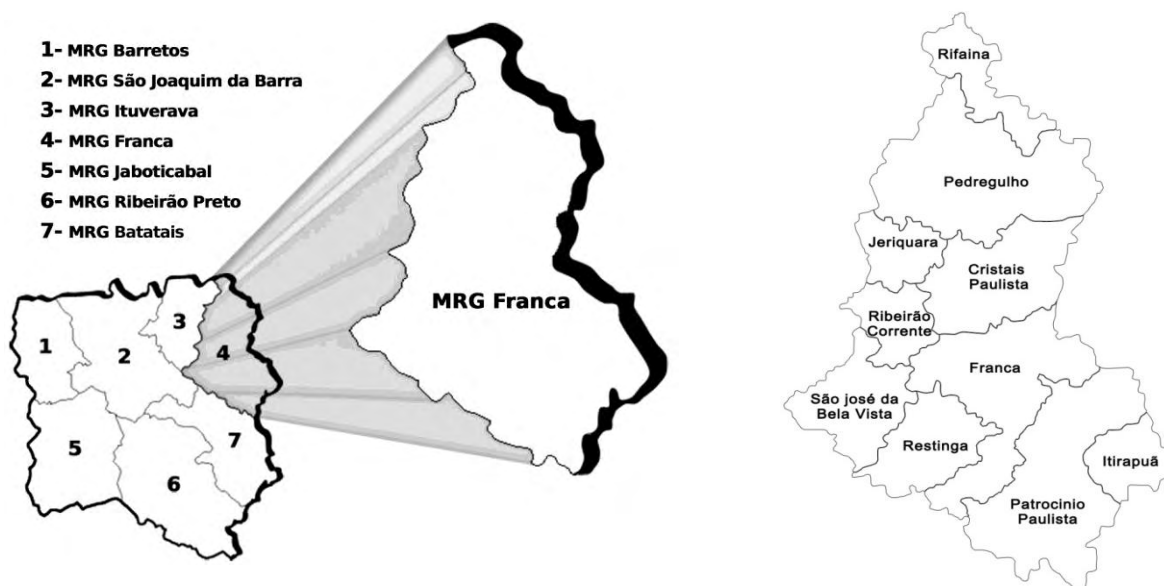 1- MRG Barretos
2- MRG São Joaquim da Barra
3- MRG Ituverava
4- MRG Franca
5- MRG Jaboticabal
6- MRG Ribeirão Preto
7- MRG Batatais
1
2
3
4
5
6
7
MRG Franca
Rifaina
Pedregulho
Jeriquara
Cristais
Paulista
Ribeirão
Corrente
Franca
São josé da
Bela Vista
Restinga
Itirapuã
Patrocinio
Paulista